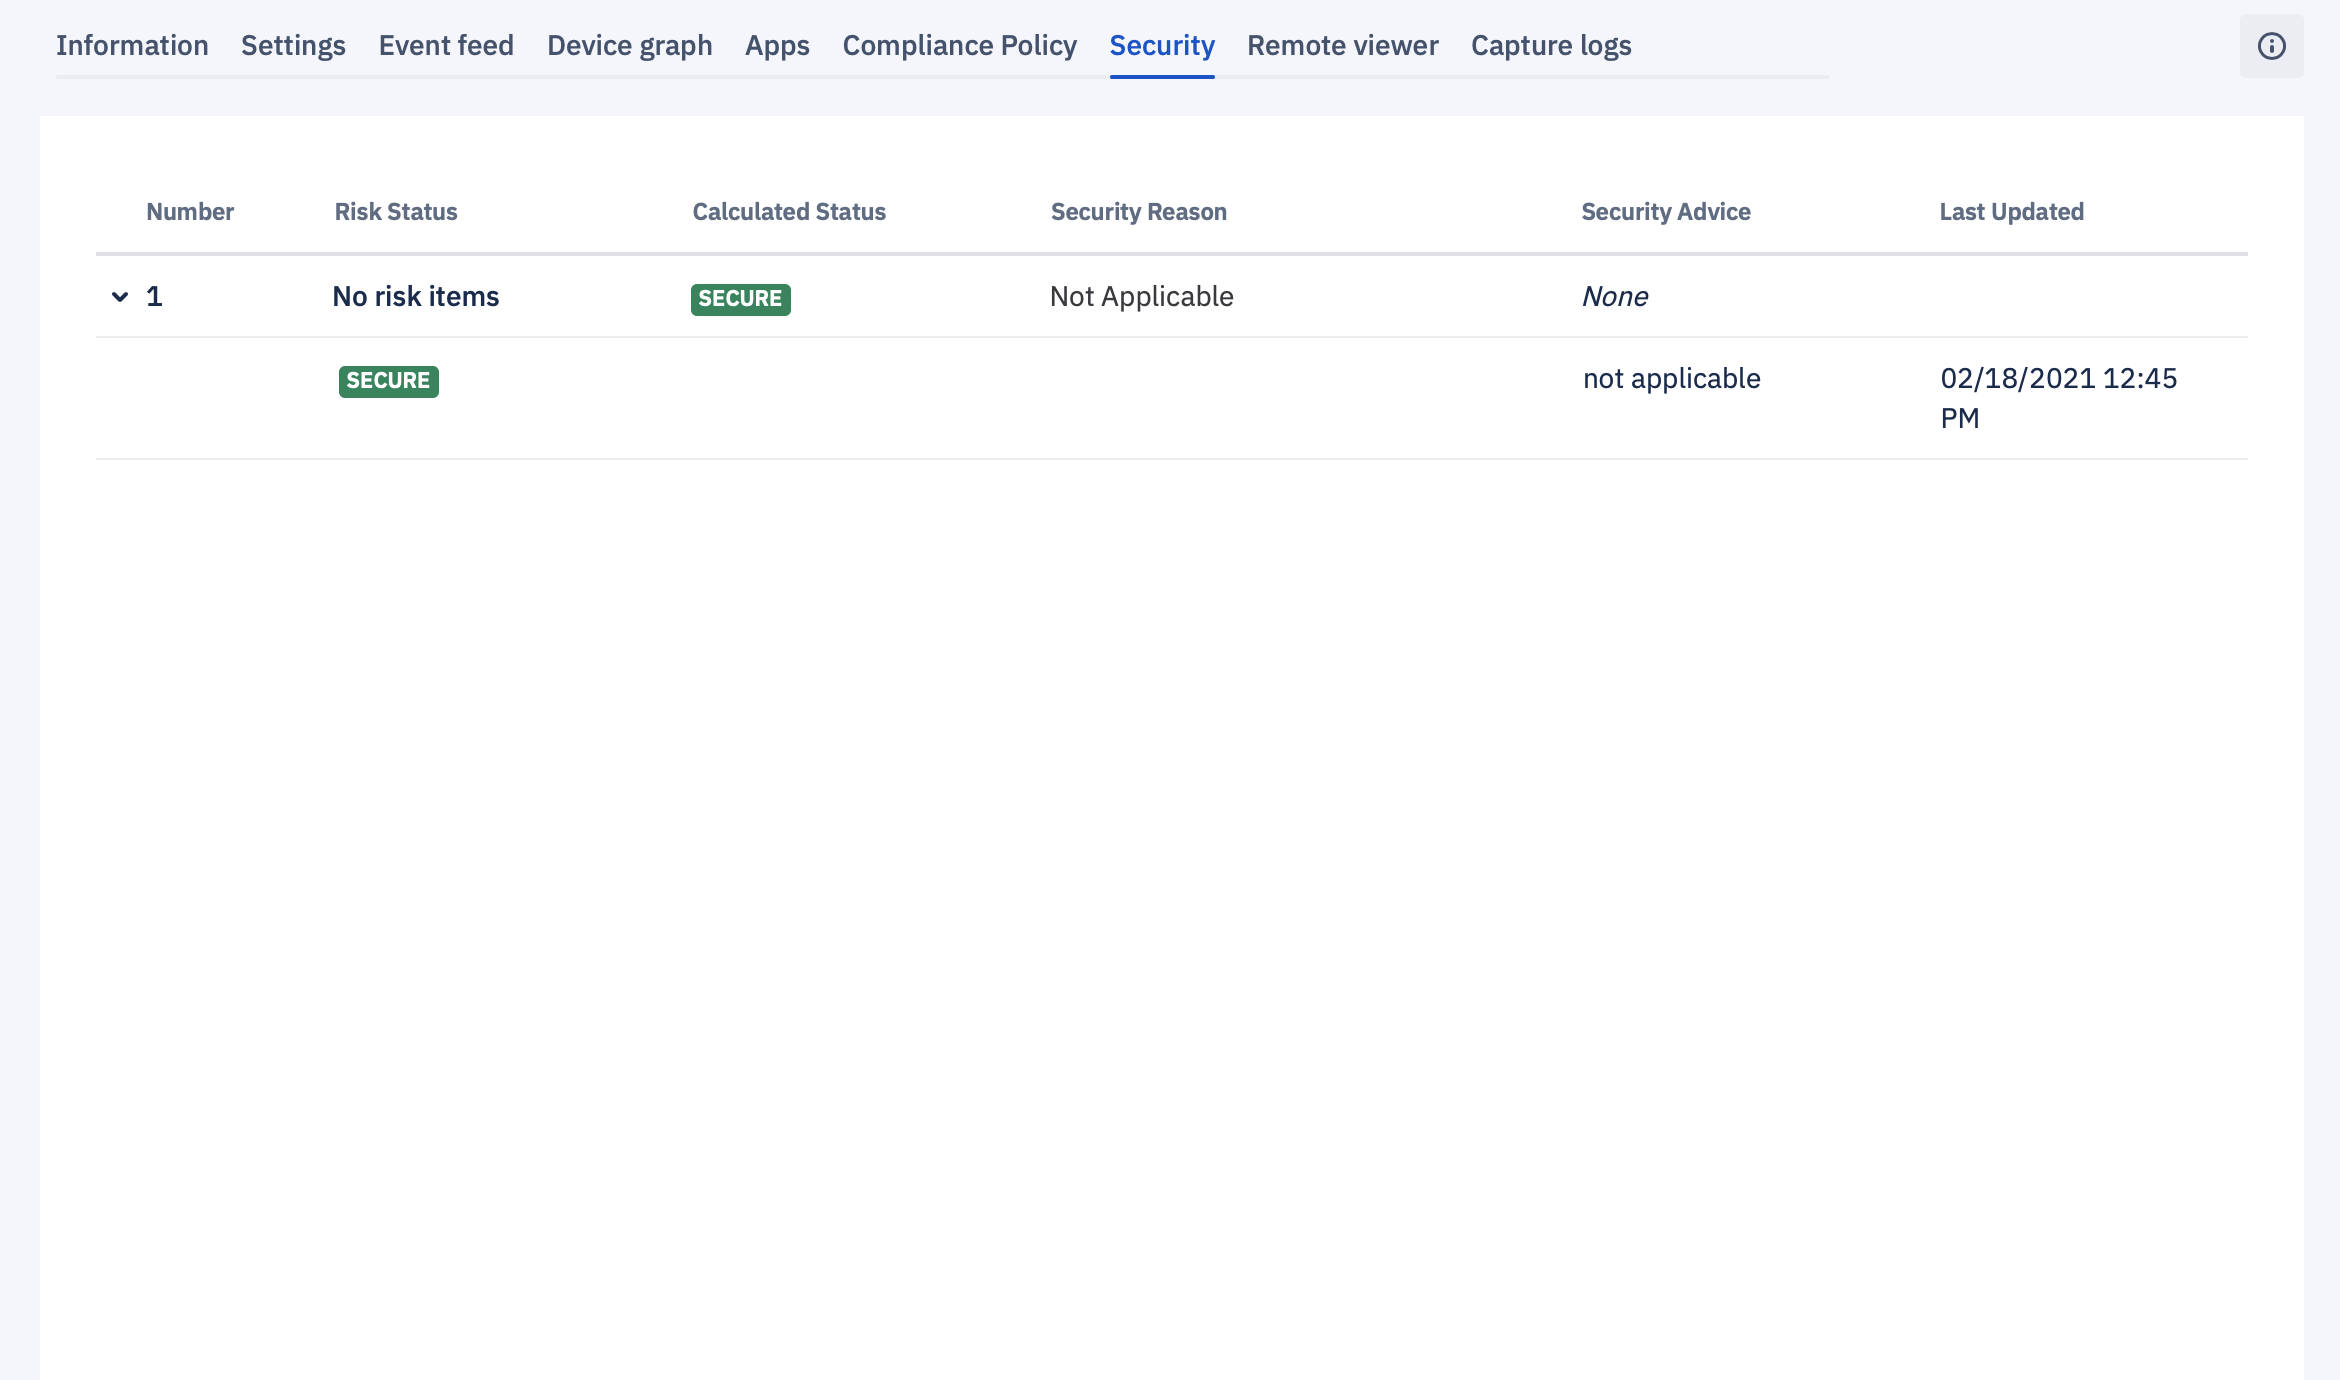 Information Settings Event feed Device graph Apps Compliance Policy Security Remote viewer Capture logs
Number Risk Status Calculated Status Security Reason Security Advice Last Updated
1 No risk items SECURE Not Applicable None
SECURE not applicable 02/18/2021 12:45
PM